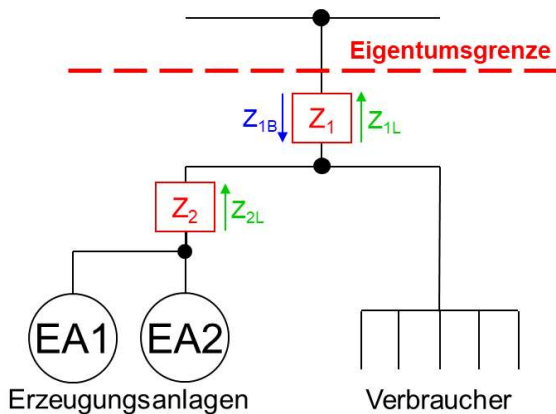 Eigentumsgrenze
Z1B
Z1
Z1L
Z2
Z2L
EA1
EA2
Erzeugungsanlagen
Verbraucher